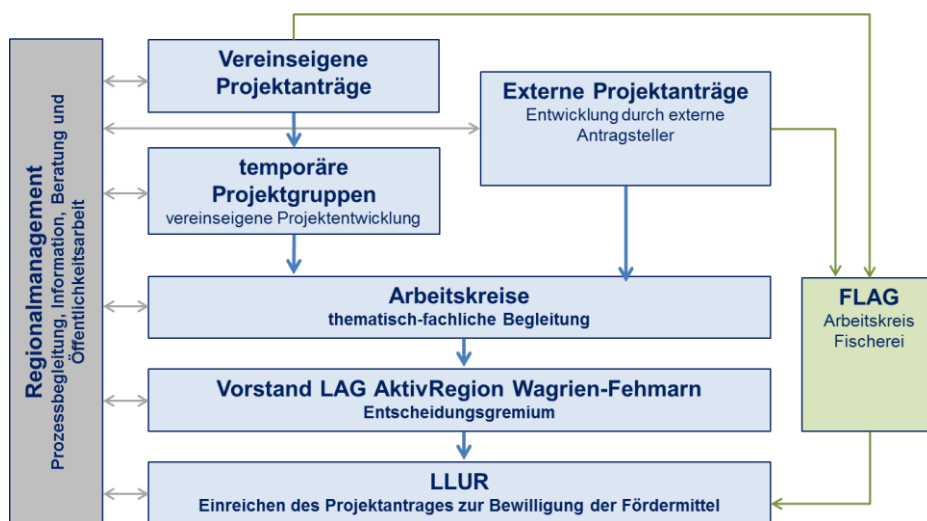 Regionalmanagement
Prozessbegleitung, Information, Beratung und
Öffentlichkeitsarbeit
Vereinseigene
Projektanträge
Externe Projektanträge
Entwicklung durch externe
Antragsteller
temporäre
Projektgruppen
vereinseigene Projektentwicklung
Arbeitskreise
thematisch-fachliche Begleitung
FLAG
Arbeitskreis
Fischerei
Vorstand LAG AktivRegion Wagrien-Fehmarn
Entscheidungsgremium
LLUR
Einreichen des Projektantrages zur Bewilligung der Fördermittel